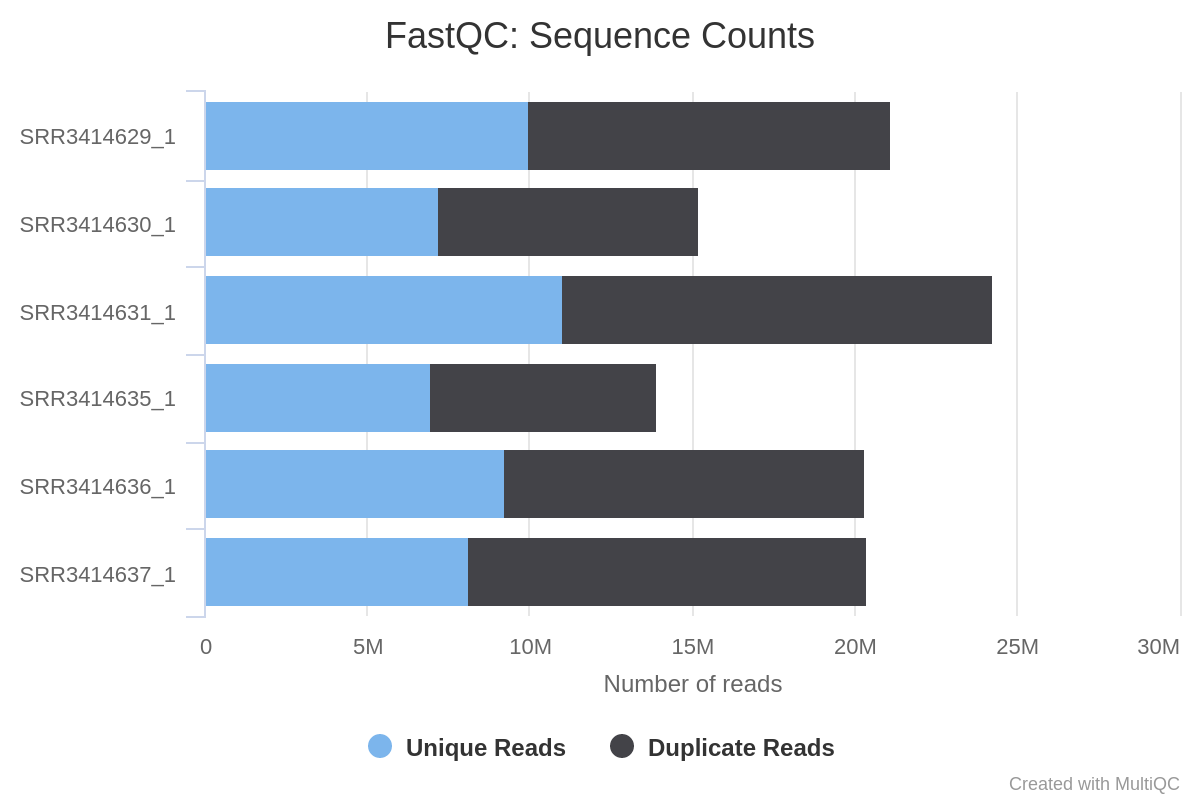 FastQC: Sequence Counts
SRR3414629_1
SRR3414630_1
SRR3414631_1
SRR3414635_1
SRR3414636_1
SRR3414637_1
0 5M 10M 15M 20M 25M 30M
Number of reads
Unique Reads Duplicate Reads
Created with MultiQC